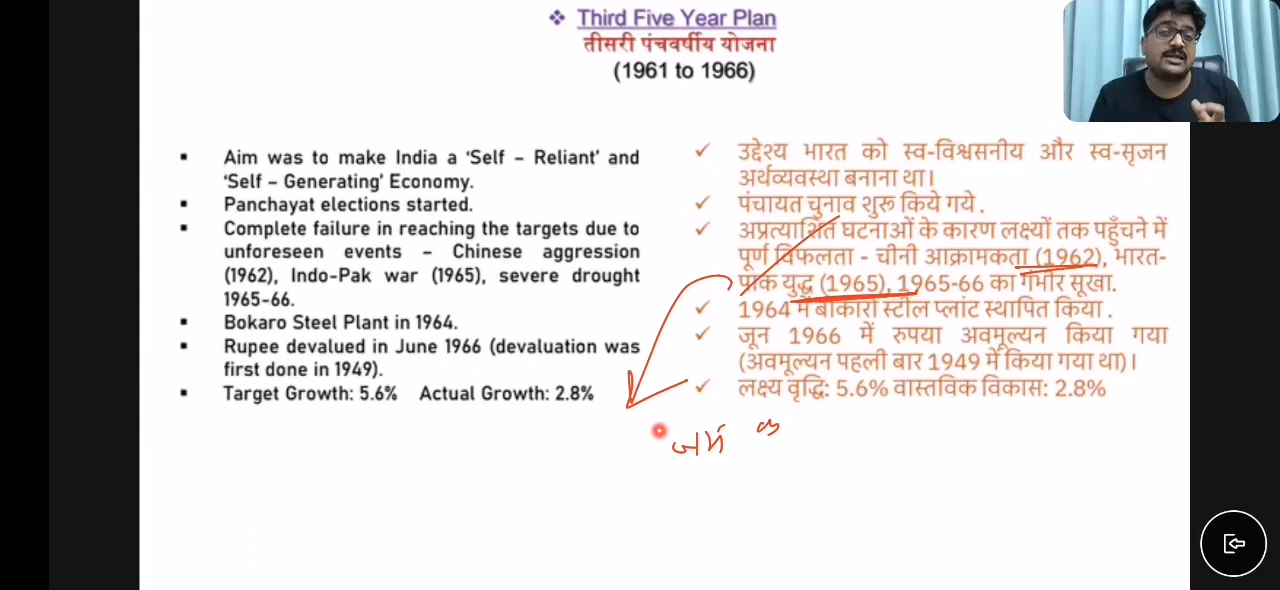 ❖ Third Five Year Plan
तीसरी पंचवर्षीय योजना
(1961 to 1966)
▪ Aim was to make India a ‘Self – Reliant’ and
‘Self – Generating’ Economy.
▪ Panchayat elections started.
▪ Complete failure in reaching the targets due to
unforeseen events – Chinese aggression
(1962), Indo-Pak war (1965), severe drought
1965-66.
▪ Bokaro Steel Plant in 1964.
▪ Rupee devalued in June 1966 (devaluation was
first done in 1949).
▪ Target Growth: 5.6% Actual Growth: 2.8%
✓ उद्देश्य भारत को स्व-विश्वसनीय और स्व-सृजन
अर्थव्यवस्था बनाना था।
✓ पंचायत चुनाव शुरू किये गये .
✓ अप्रत्याशित घटनाओं के कारण लक्ष्यों तक पहुँचने में
पूर्ण विफलता - चीनी आक्रामकता (1962), भारत-
पाक युद्ध (1965), 1965-66 का गंभीर सूखा.
✓ 1964 में बोकारो स्टील प्लांट स्थापित किया .
✓ जून 1966 में रुपया अवमूल्यन किया गया
(अवमूल्यन पहली बार 1949 में किया गया था)।
✓ लक्ष्य वृद्धि: 5.6% वास्तविक विकास: 2.8%